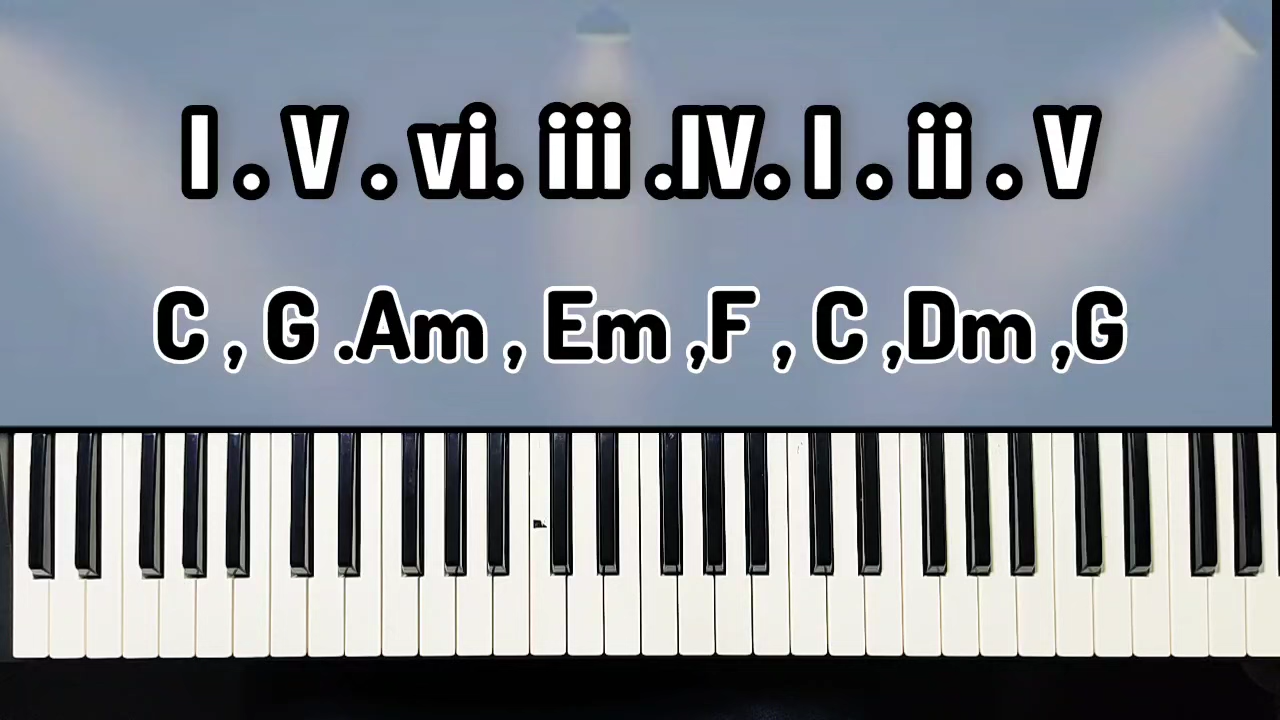 I . V . vi. iii .IV. I . ii . V
C , G .Am , Em ,F , C ,Dm ,G